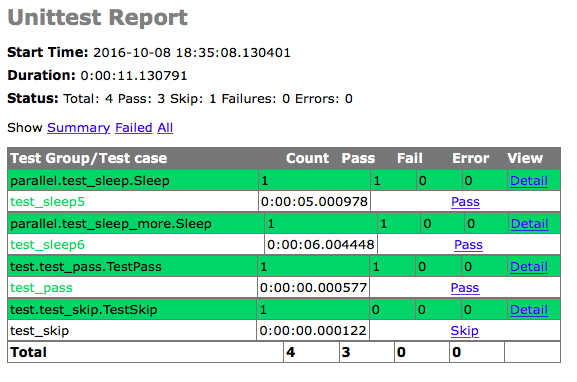 Unittest Report
Start Time: 2016-10-08 18:35:08.130401
Duration: 0:00:11.130791
Status: Total: 4 Pass: 3 Skip: 1 Failures: 0 Errors: 0
Show Summary Failed All
Test Group/Test case Count Pass Fail Error View
parallel.test_sleep.Sleep 1 1 0 0 Detail
test_sleep5 0:00:05.000978 Pass
parallel.test_sleep_more.Sleep 1 1 0 0 Detail
test_sleep6 0:00:06.004448 Pass
test.test_pass.TestPass 1 1 0 0 Detail
test_pass 0:00:00.000577 Pass
test.test_skip.TestSkip 1 0 0 0 Detail
test_skip 0:00:00.000122 Skip
Total 4 3 0 0